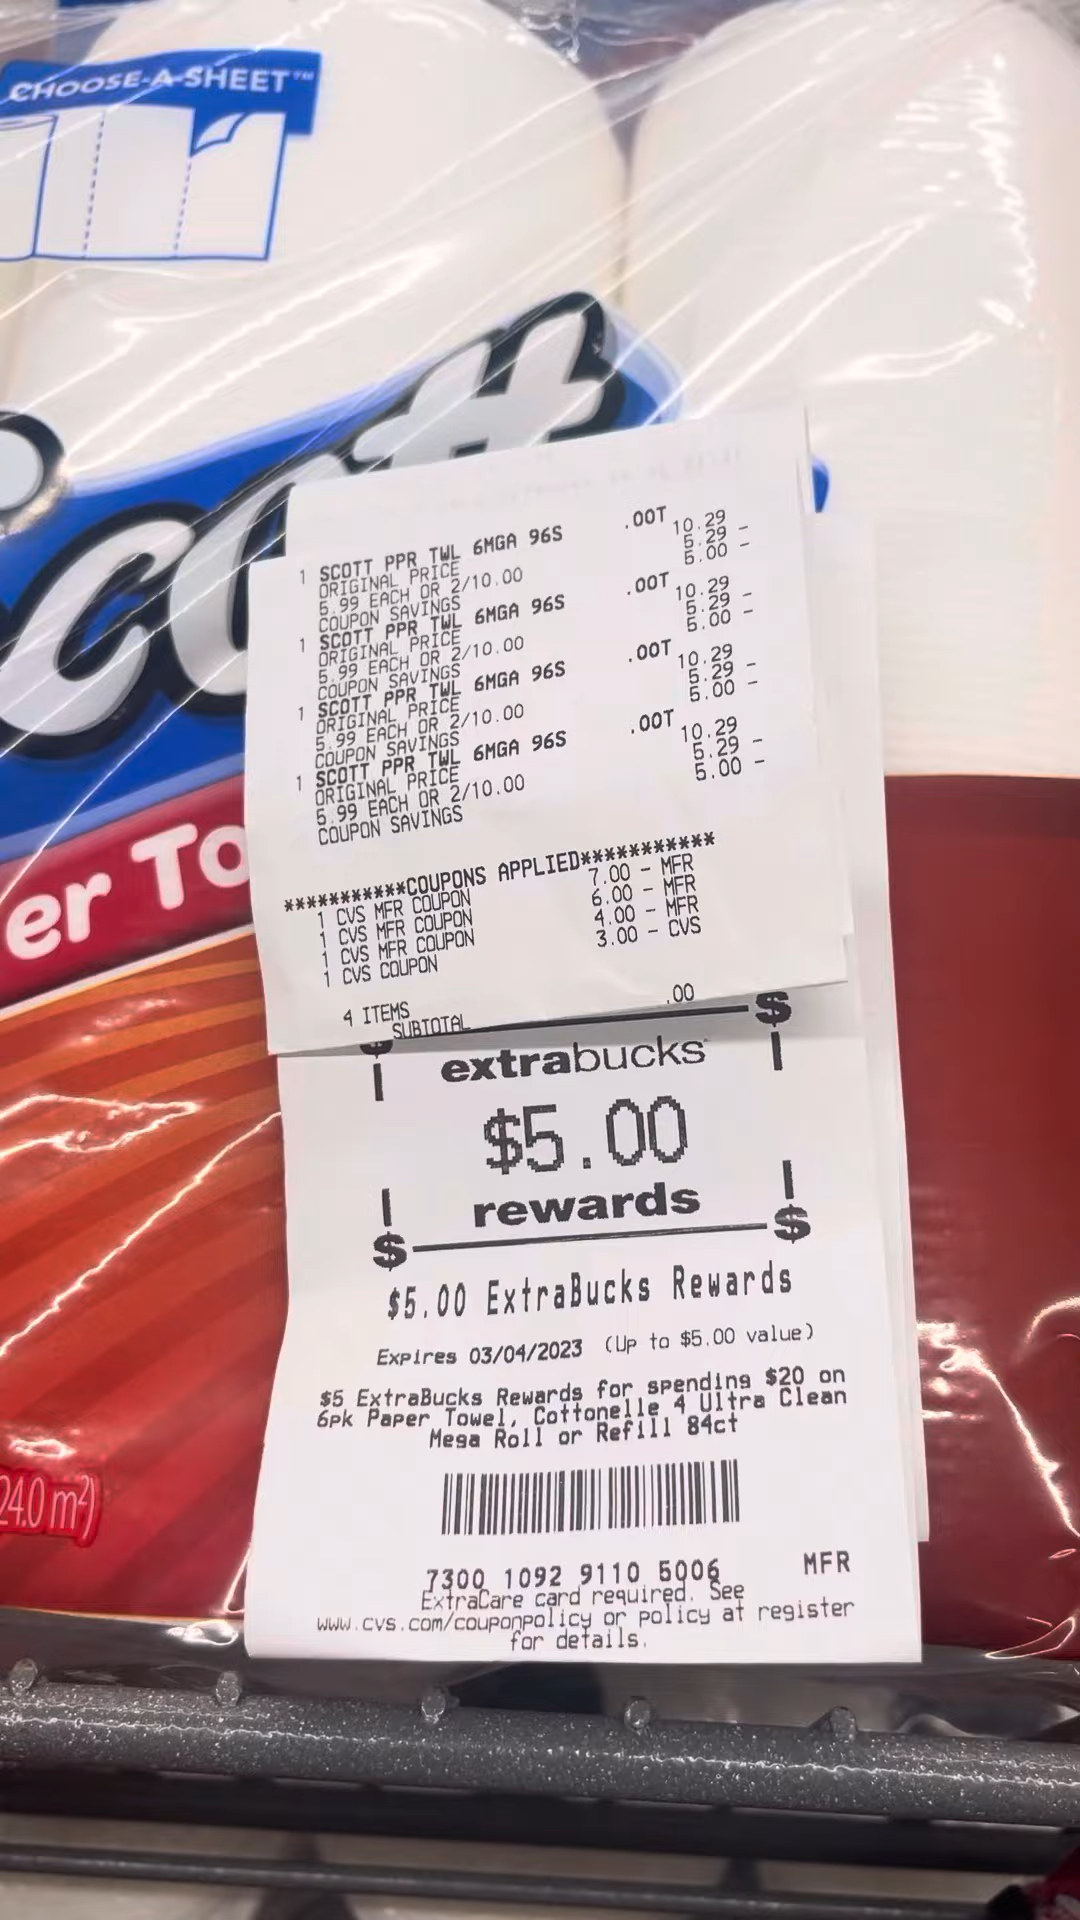 CHOOSE-A-SHEET™
cott
er To
24.0 m²)
1 SCOTT PPR TWL 6MGA 96S .00T
ORIGINAL PRICE 10.29
5.99 EACH OR 2/10.00 5.29 -
COUPON SAVINGS 5.00 -
1 SCOTT PPR TWL 6MGA 96S .00T
ORIGINAL PRICE 10.29
5.99 EACH OR 2/10.00 5.29 -
COUPON SAVINGS 5.00 -
1 SCOTT PPR TWL 6MGA 96S .00T
ORIGINAL PRICE 10.29
5.99 EACH OR 2/10.00 5.29 -
COUPON SAVINGS 5.00 -
1 SCOTT PPR TWL 6MGA 96S .00T
ORIGINAL PRICE 10.29
5.99 EACH OR 2/10.00 5.29 -
COUPON SAVINGS 5.00 -
***********COUPONS APPLIED***********
1 CVS MFR COUPON 7.00 - MFR
1 CVS MFR COUPON 6.00 - MFR
1 CVS MFR COUPON 4.00 - MFR
1 CVS COUPON 3.00 - CVS
4 ITEMS
SUBTOTAL .00
extrabucks
$5.00
rewards
$5.00 ExtraBucks Rewards
Expires 03/04/2023 (Up to $5.00 value)
$5 ExtraBucks Rewards for spending $20 on
6pk Paper Towel, Cottonelle 4 Ultra Clean
Mega Roll or Refill 84ct
7300 1092 9110 5006 MFR
ExtraCare card required. See
www.cvs.com/couponpolicy or policy at register
for details.